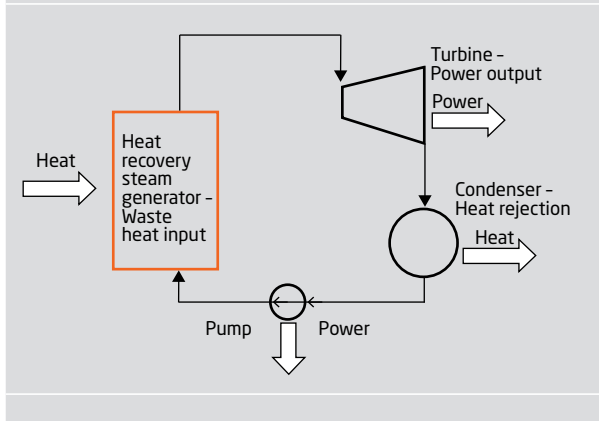 Turbine –
Power output
Power
Heat
Heat
recovery
steam
generator –
Waste
heat input
Condenser –
Heat rejection
Heat
Pump
Power